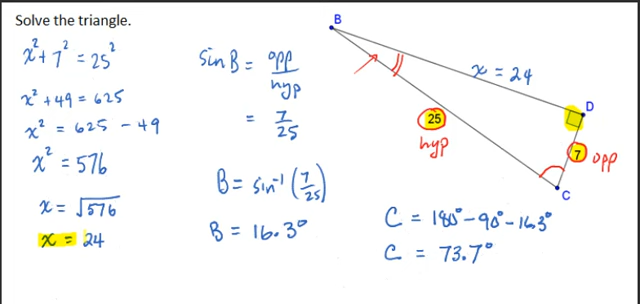 Solve the triangle.
x² + 7² = 25²
x² + 49 = 625
x² = 625 - 49
x² = 576
x = √576
x = 24
sin B = opp/hyp
= 7/25
B = sin⁻¹(7/25)
B = 16.3°
B
x = 24
D
25
hyp
7 opp
C
C = 180° - 90° - 16.3°
C = 73.7°